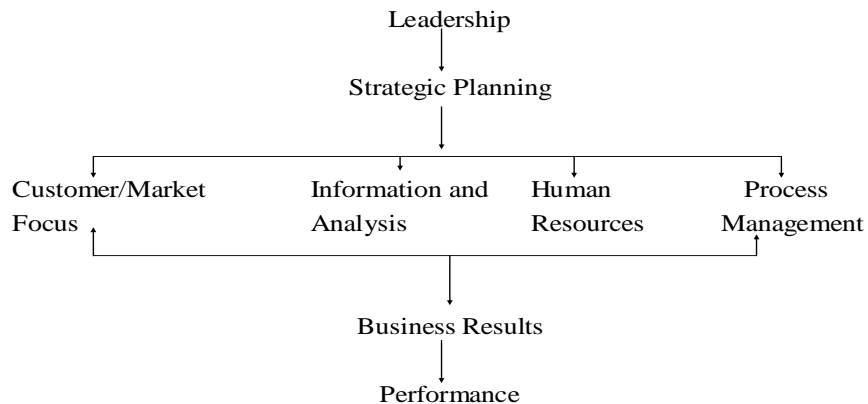 Leadership
Strategic Planning
Customer/Market Focus
Information and Analysis
Human Resources
Process Management
Business Results
Performance